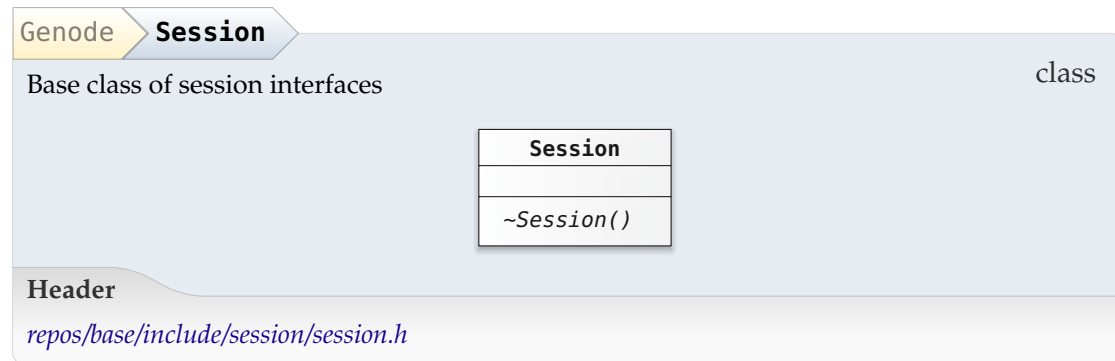 Genode Session
class
Base class of session interfaces
Session
~Session()
Header
repos/base/include/session/session.h